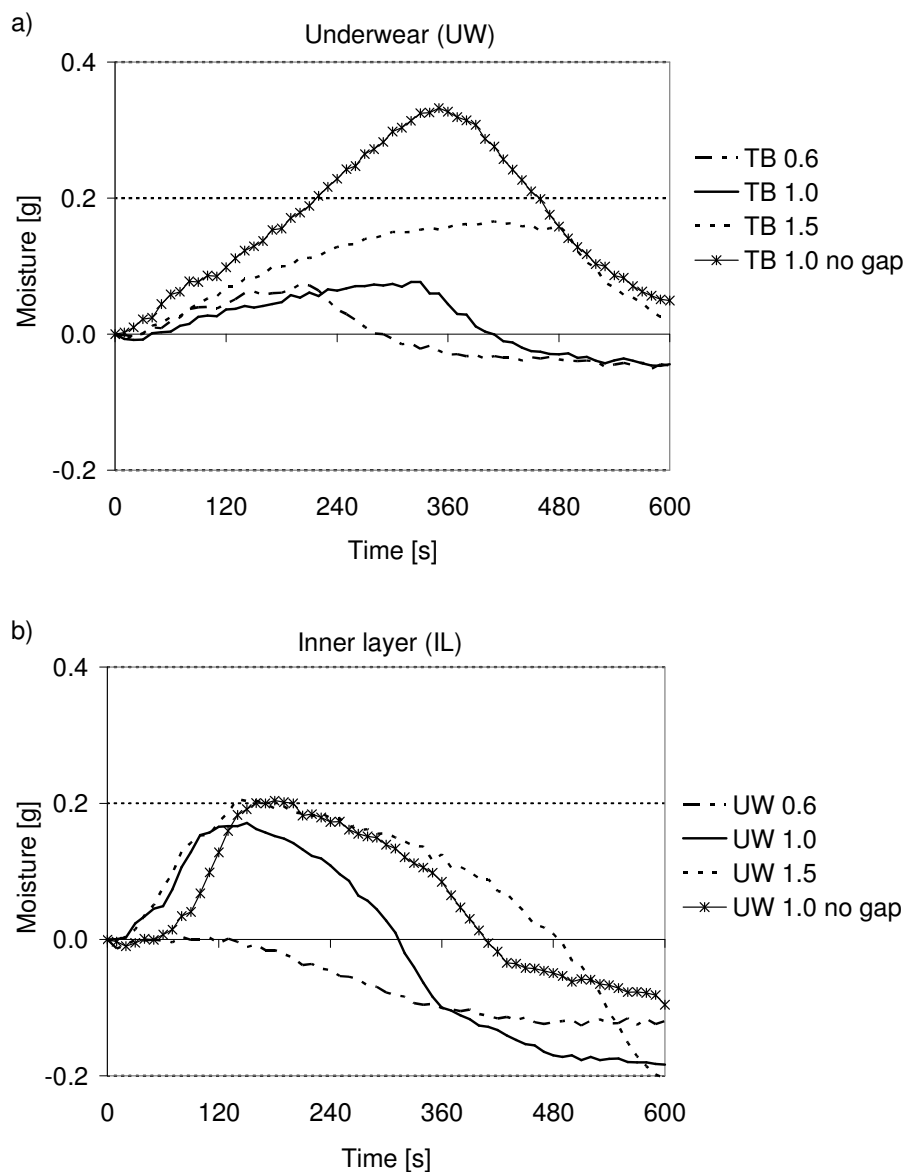 a)
Underwear (UW)
0.4
0.2
0.0
-0.2
Moisture [g]
0 120 240 360 480 600
Time [s]
TB 0.6
TB 1.0
TB 1.5
TB 1.0 no gap
b)
Inner layer (IL)
0.4
0.2
0.0
-0.2
Moisture [g]
0 120 240 360 480 600
Time [s]
UW 0.6
UW 1.0
UW 1.5
UW 1.0 no gap